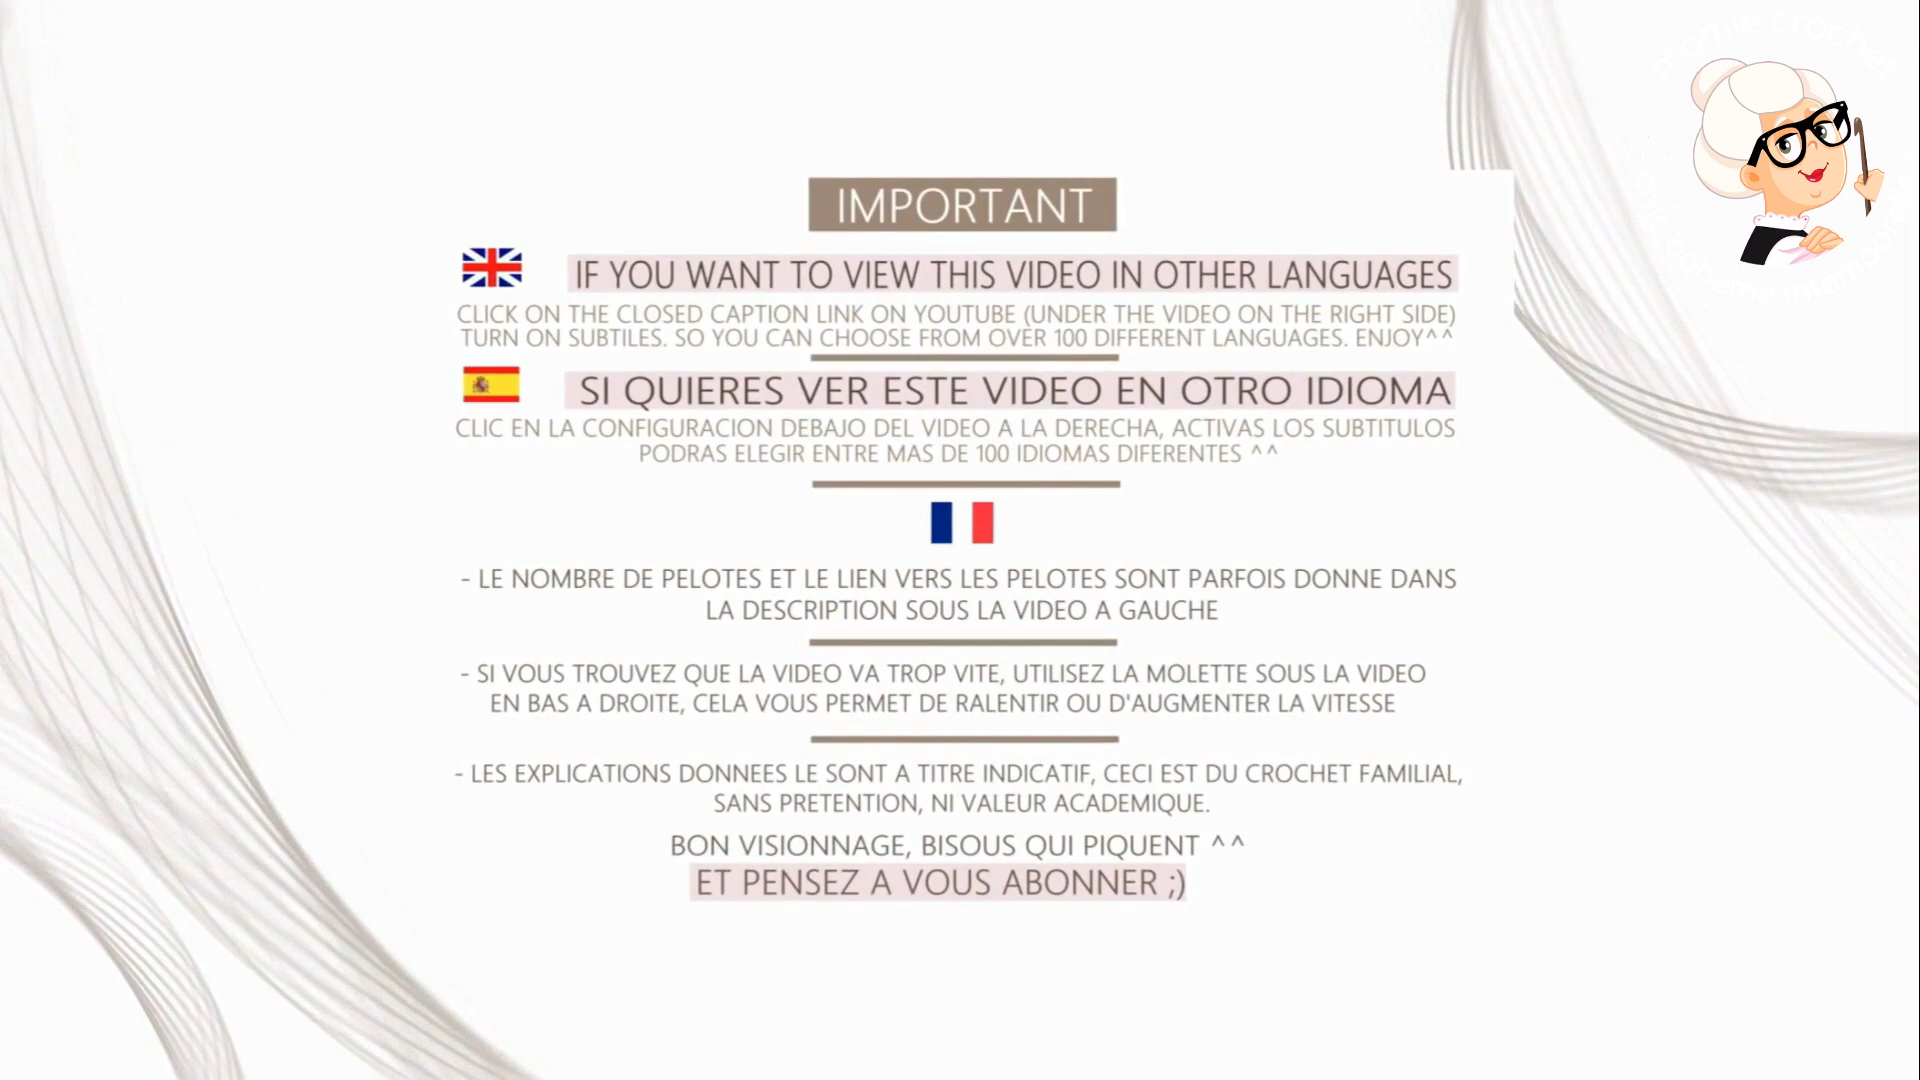 momie crochet
IMPORTANT
IF YOU WANT TO VIEW THIS VIDEO IN OTHER LANGUAGES
CLICK ON THE CLOSED CAPTION LINK ON YOUTUBE (UNDER THE VIDEO ON THE RIGHT SIDE)
TURN ON SUBTILES. SO YOU CAN CHOOSE FROM OVER 100 DIFFERENT LANGUAGES. ENJOY^^
SI QUIERES VER ESTE VIDEO EN OTRO IDIOMA
CLIC EN LA CONFIGURACION DEBAJO DEL VIDEO A LA DERECHA, ACTIVAS LOS SUBTITULOS
PODRAS ELEGIR ENTRE MAS DE 100 IDIOMAS DIFERENTES ^^
- LE NOMBRE DE PELOTES ET LE LIEN VERS LES PELOTES SONT PARFOIS DONNE DANS
LA DESCRIPTION SOUS LA VIDEO A GAUCHE
- SI VOUS TROUVEZ QUE LA VIDEO VA TROP VITE, UTILISEZ LA MOLETTE SOUS LA VIDEO
EN BAS A DROITE, CELA VOUS PERMET DE RALENTIR OU D'AUGMENTER LA VITESSE
- LES EXPLICATIONS DONNEES LE SONT A TITRE INDICATIF, CECI EST DU CROCHET FAMILIAL,
SANS PRETENTION, NI VALEUR ACADEMIQUE.
BON VISIONNAGE, BISOUS QUI PIQUENT ^^
ET PENSEZ A VOUS ABONNER ;)